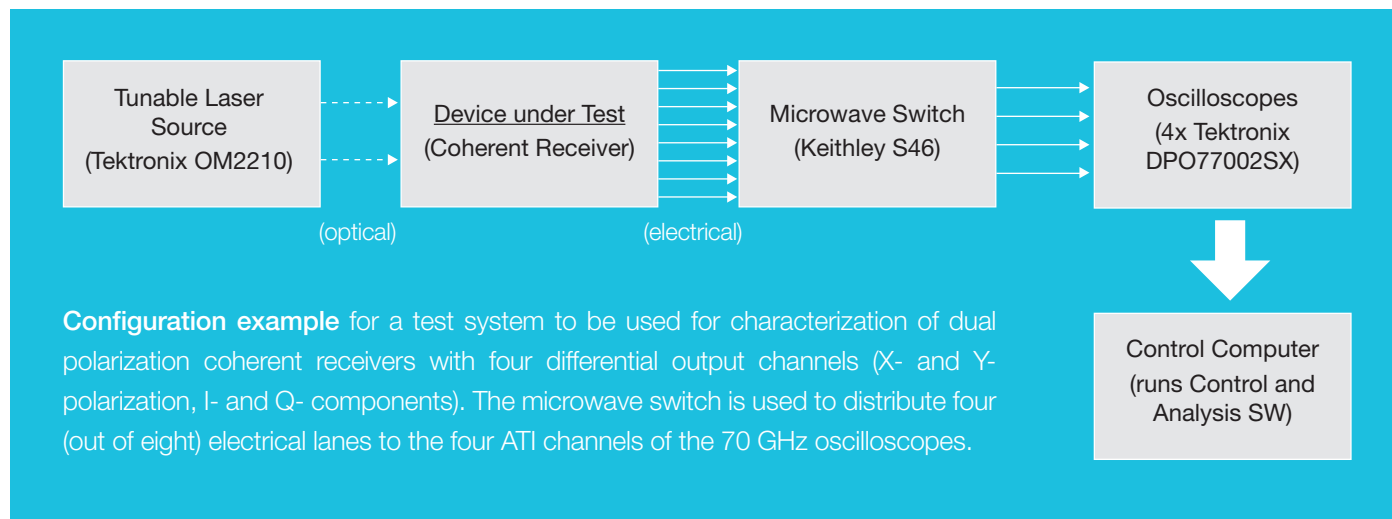 Tunable Laser
Source
(Tektronix OM2210)
(optical)
Device under Test
(Coherent Receiver)
(electrical)
Microwave Switch
(Keithley S46)
Oscilloscopes
(4x Tektronix
DPO77002SX)
Configuration example for a test system to be used for characterization of dual
polarization coherent receivers with four differential output channels (X- and Y-
polarization, I- and Q- components). The microwave switch is used to distribute four
(out of eight) electrical lanes to the four ATI channels of the 70 GHz oscilloscopes.
Control Computer
(runs Control and
Analysis SW)